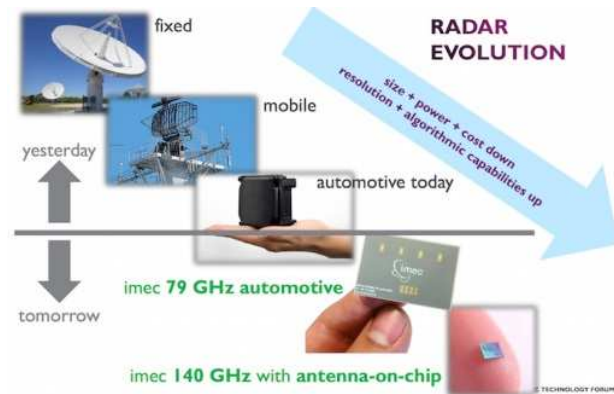 fixed
RADAR
EVOLUTION
mobile
size + power + cost down
resolution + algorithmic capabilities up
yesterday
automotive today
imec
imec 79 GHz automotive
tomorrow
imec 140 GHz with antenna-on-chip
TECHNOLOGY FORUM